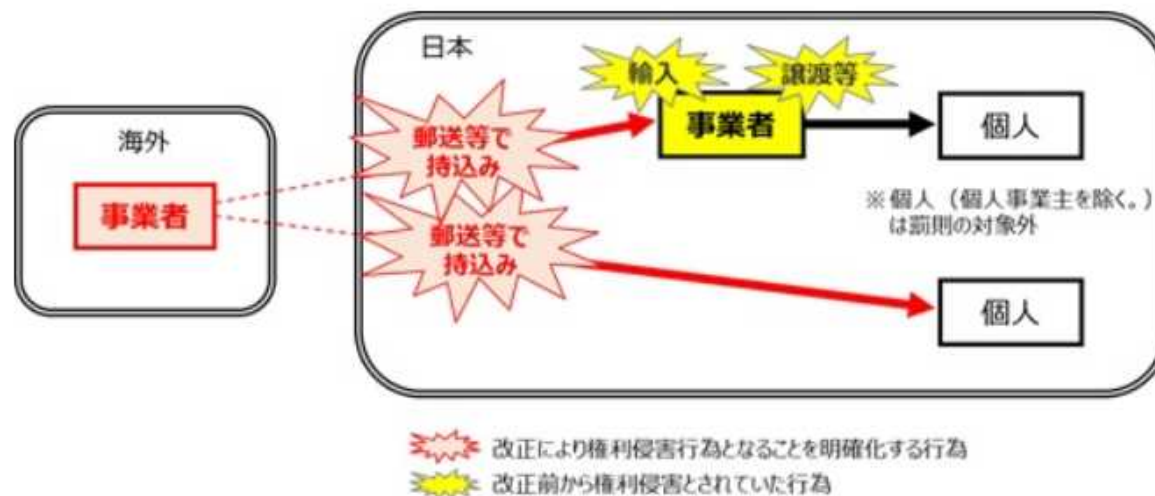 日本
輸入
譲渡等
海外
郵送等で
持込み
事業者
個人
事業者
※個人（個人事業主を除く。）
は罰則の対象外
郵送等で
持込み
個人
改正により権利侵害行為となることを明確化する行為
改正前から権利侵害とされていた行為